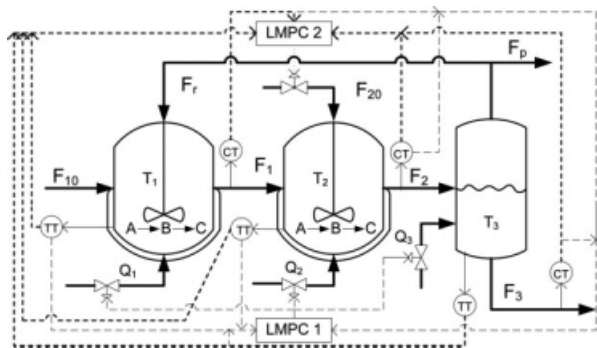 LMPC 2
F_p
F_r
F_20
CT
CT
F_10
T_1
F_1
T_2
F_2
T_3
A → B → C
A → B → C
TT
TT
Q_3
Q_1
Q_2
CT
TT
F_3
LMPC 1